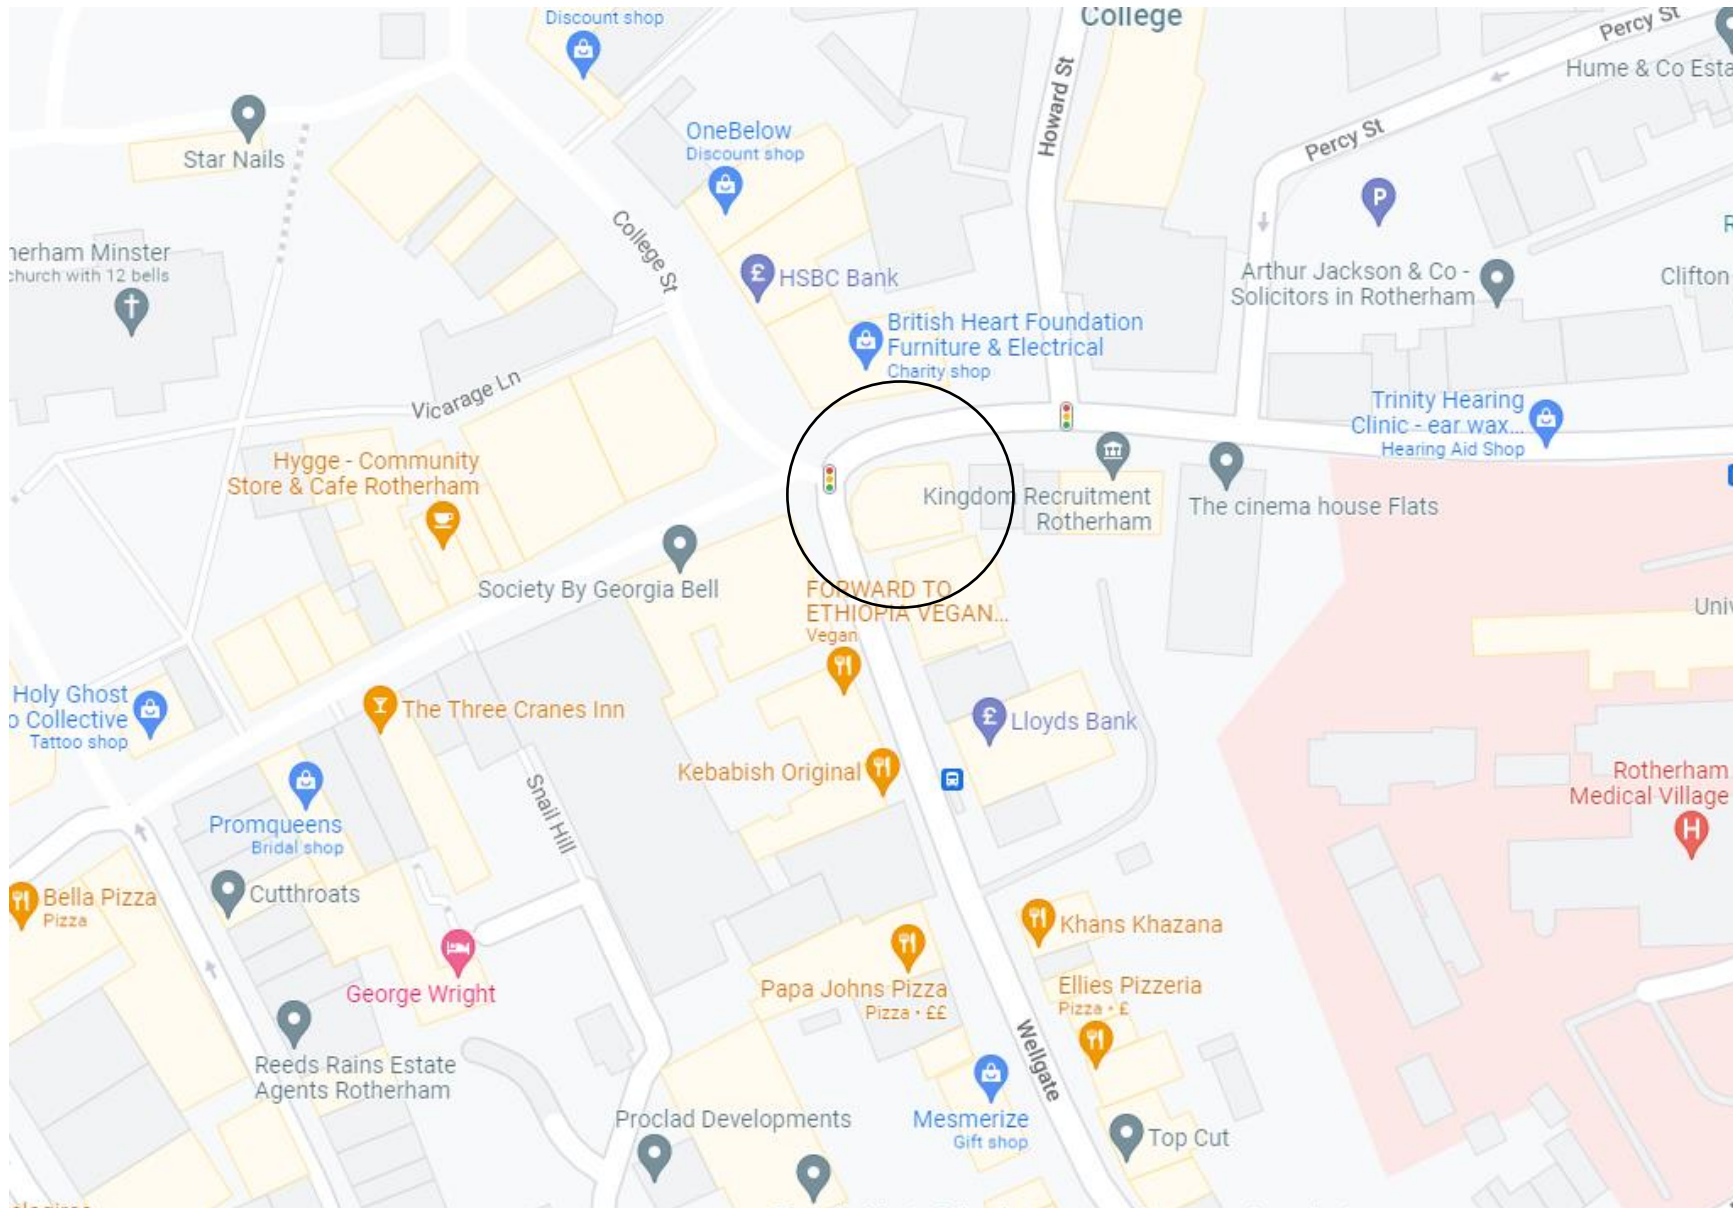 Discount shop
College
Percy St
Hume & Co Esta
Howard St
OneBelow
Discount shop
Percy St
Star Nails
P
College St
herham Minster
church with 12 bells
£
HSBC Bank
Arthur Jackson & Co -
Solicitors in Rotherham
Clifton
British Heart Foundation
Furniture & Electrical
Charity shop
Vicarage Ln
Trinity Hearing
Clinic - ear wax...
Hearing Aid Shop
Hygge - Community
Store & Cafe Rotherham
Kingdom Recruitment
Rotherham
The cinema house Flats
Society By Georgia Bell
FORWARD TO
ETHIOPIA VEGAN...
Vegan
Univ
Holy Ghost
o Collective
Tattoo shop
The Three Cranes Inn
£
Lloyds Bank
Kebabish Original
Snail Hill
Rotherham
Medical Village
H
Promqueens
Bridal shop
Cutthroats
Bella Pizza
Pizza
Khans Khazana
George Wright
Papa Johns Pizza
Pizza · ££
Ellies Pizzeria
Pizza · £
Wellgate
Reeds Rains Estate
Agents Rotherham
Proclad Developments
Mesmerize
Gift shop
Top Cut